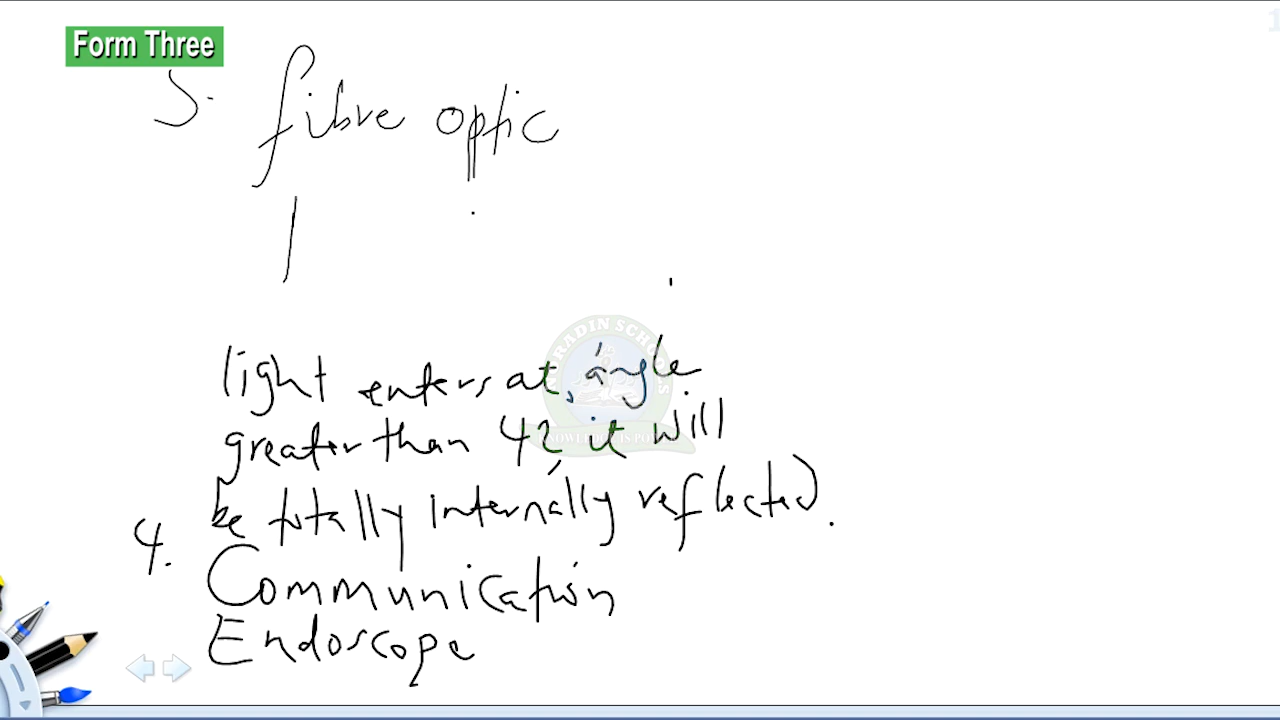 Form Three
5. fibre optic
light enters at angle
greater than 42, it will
be totally internally reflected.
4. Communication
Endoscope